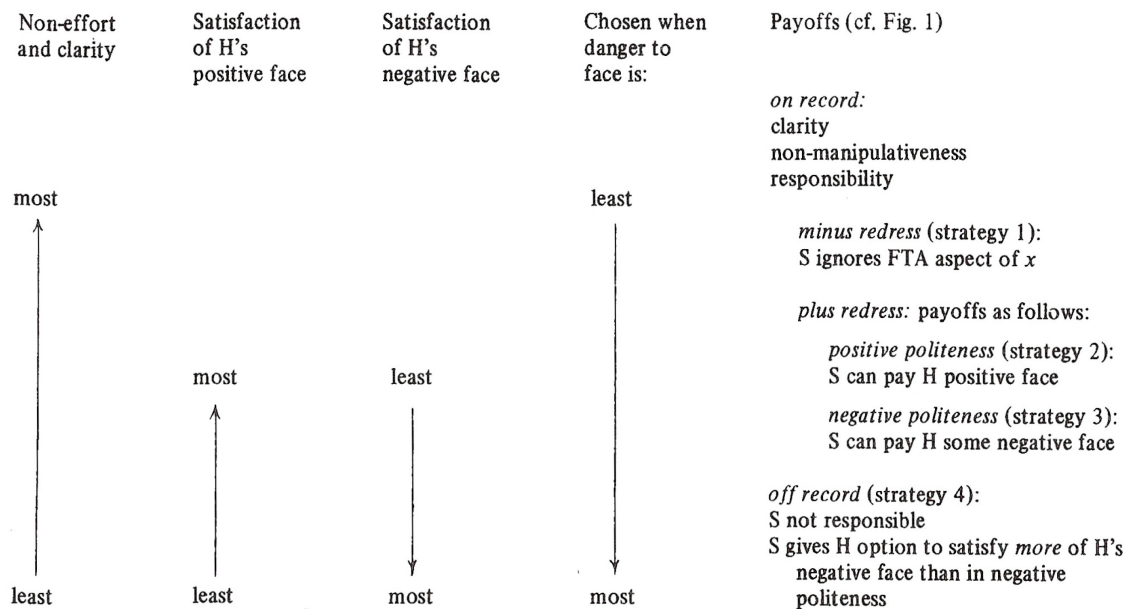 Non-effort
and clarity
Satisfaction
of H's
positive face
Satisfaction
of H's
negative face
Chosen when
danger to
face is:
Payoffs (cf. Fig. 1)
on record:
clarity
non-manipulativeness
responsibility
most
least
minus redress (strategy 1):
S ignores FTA aspect of x
plus redress: payoffs as follows:
positive politeness (strategy 2):
S can pay H positive face
most
least
negative politeness (strategy 3):
S can pay H some negative face
off record (strategy 4):
S not responsible
S gives H option to satisfy more of H's
negative face than in negative
politeness
least
least
most
most